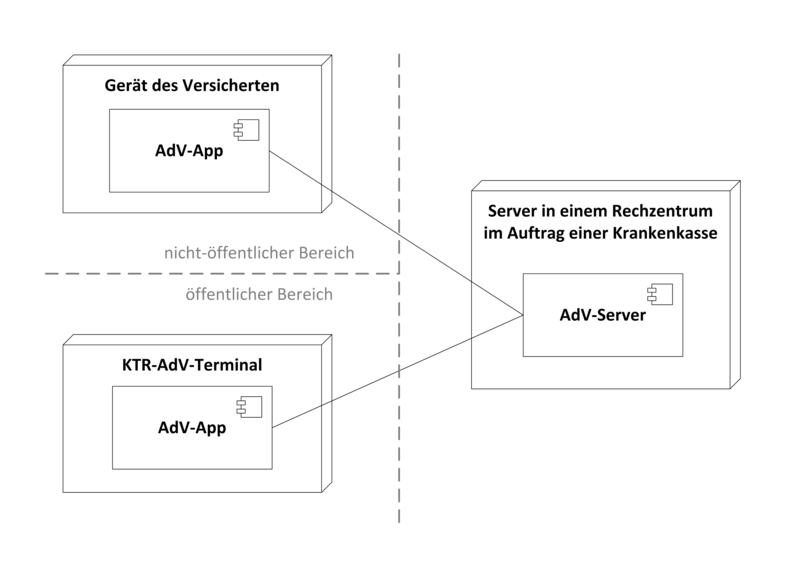 Gerät des Versicherten
AdV-App
nicht-öffentlicher Bereich
öffentlicher Bereich
KTR-AdV-Terminal
AdV-App
Server in einem Rechzentrum
im Auftrag einer Krankenkasse
AdV-Server